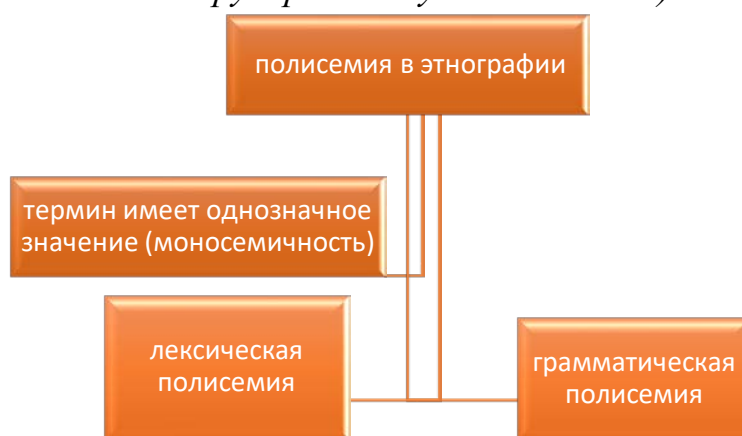 полисемия в этнографии
термин имеет однозначное
значение (моносемичность)
лексическая
полисемия
грамматическая
полисемия